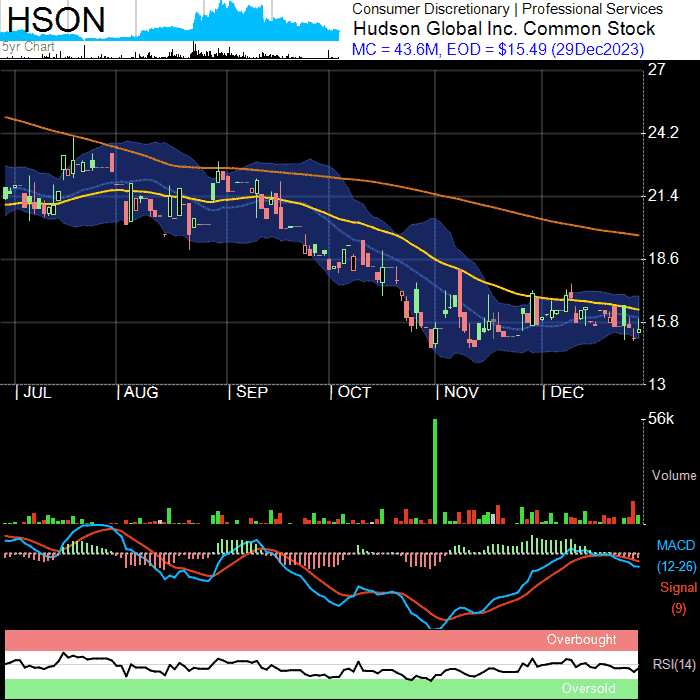 HSON
5yr Chart
Consumer Discretionary | Professional Services
Hudson Global Inc. Common Stock
MC = 43.6M, EOD = $15.49 (29Dec2023)
27
24.2
21.4
18.6
15.8
13
| JUL | AUG | SEP | OCT | NOV | DEC
56k
Volume
MACD
(12-26)
Signal
(9)
Overbought
RSI(14)
Oversold